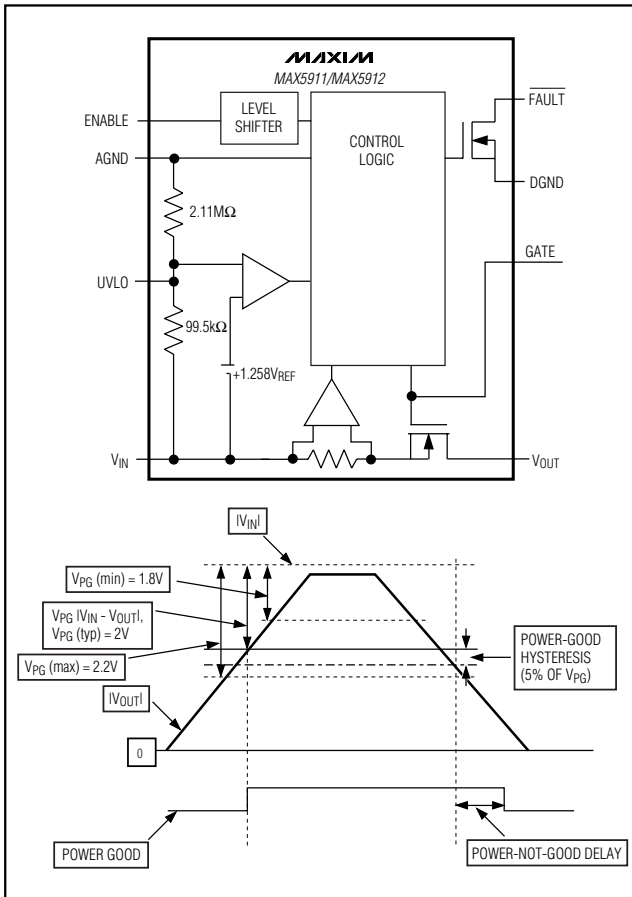 MAXIM
MAX5911/MAX5912
LEVEL
SHIFTER
CONTROL
LOGIC
ENABLE
AGND
UVLO
VIN
2.11MΩ
99.5kΩ
+1.258VREF
FAULT
DGND
GATE
VOUT
|VIN|
VPG (min) = 1.8V
VPG |VIN - VOUT|,
VPG (typ) = 2V
VPG (max) = 2.2V
|VOUT|
0
POWER-GOOD
HYSTERESIS
(5% OF VPG)
POWER GOOD
POWER-NOT-GOOD DELAY